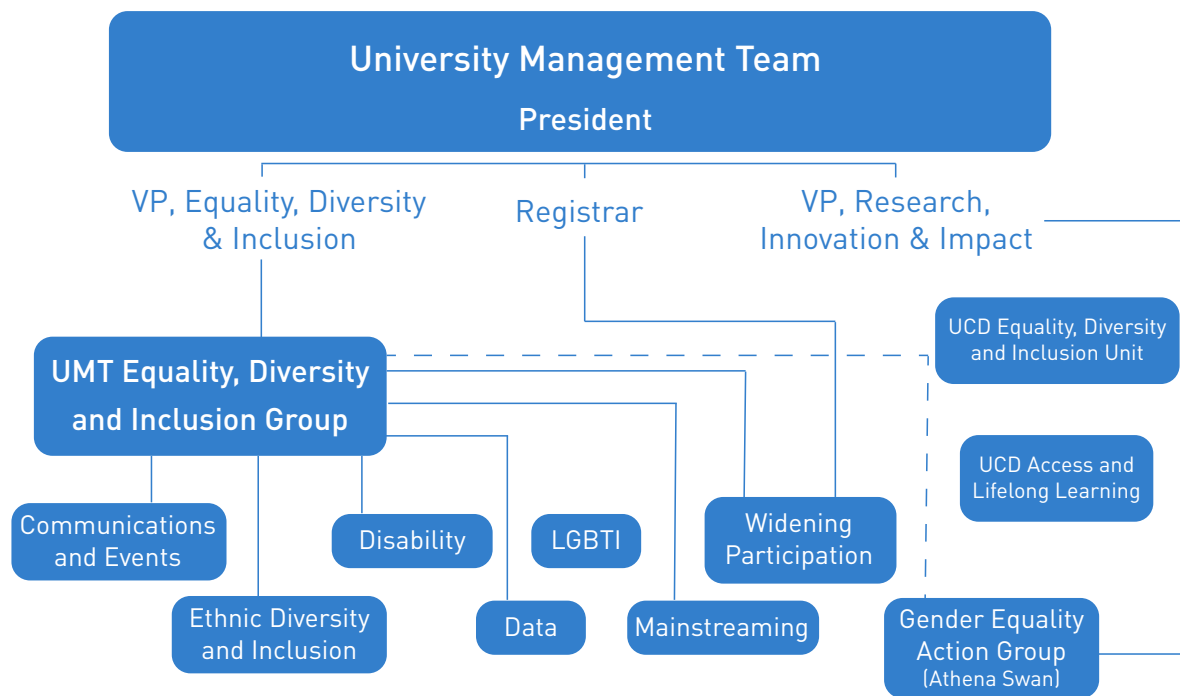 University Management Team
President
VP, Equality, Diversity
& Inclusion
Registrar
VP, Research,
Innovation & Impact
UCD Equality, Diversity
and Inclusion Unit
UMT Equality, Diversity
and Inclusion Group
UCD Access and
Lifelong Learning
Communications
and Events
Disability
LGBTI
Widening
Participation
Ethnic Diversity
and Inclusion
Data
Mainstreaming
Gender Equality
Action Group
(Athena Swan)